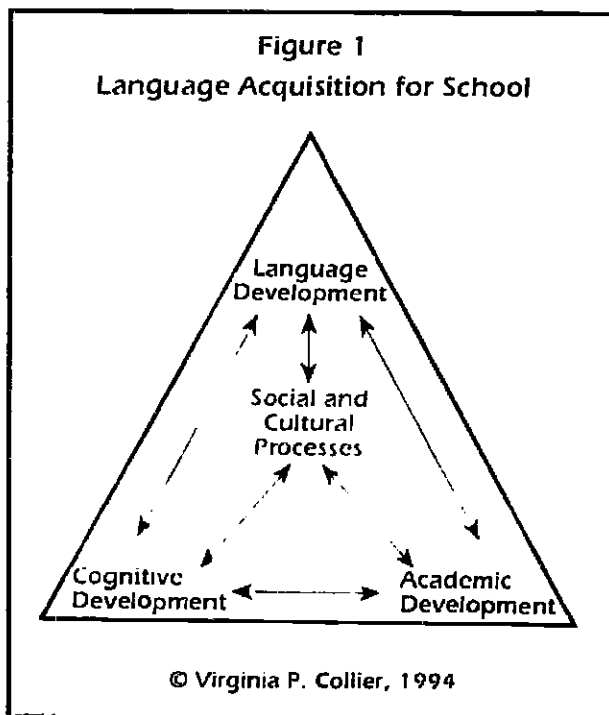 Figure 1
Language Acquisition for School
Language
Development
Social and
Cultural
Processes
Cognitive
Development
Academic
Development
© Virginia P. Collier, 1994